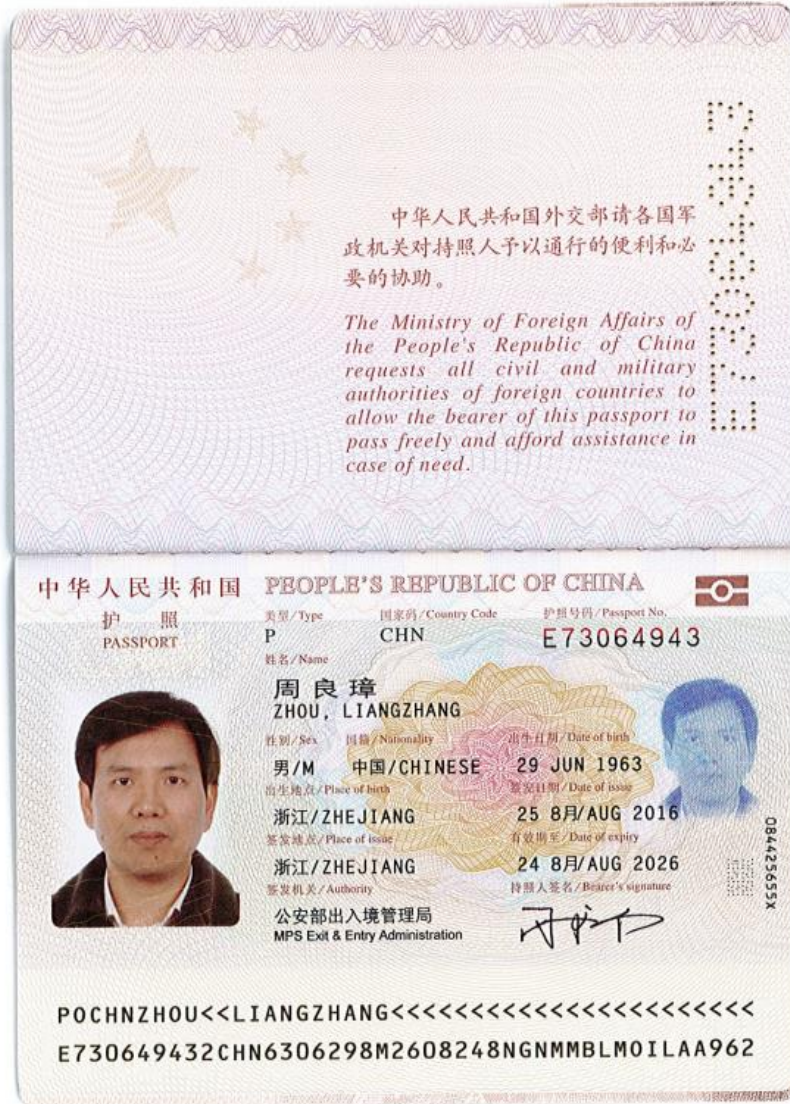 中华人民共和国外交部请各国军
政机关对持照人予以通行的便利和必
要的协助。
The Ministry of Foreign Affairs of
the People's Republic of China
requests all civil and military
authorities of foreign countries to
allow the bearer of this passport to
pass freely and afford assistance in
case of need.
E73064943
中华人民共和国 PEOPLE'S REPUBLIC OF CHINA
护 照
PASSPORT
类型/Type 国家码/Country Code 护照号码/Passport No.
P CHN E73064943
姓名/Name
周良璋
ZHOU, LIANGZHANG
性别/Sex 国籍/Nationality 出生日期/Date of birth
男/M 中国/CHINESE 29 JUN 1963
出生地点/Place of birth 签发日期/Date of issue
浙江/ZHEJIANG 25 8月/AUG 2016
签发地点/Place of issue 有效期至/Date of expiry
浙江/ZHEJIANG 24 8月/AUG 2026
签发机关/Authority 持照人签名/Bearer's signature
公安部出入境管理局
MPS Exit & Entry Administration
084425655X
POCHNZHOU<<LIANGZHANG<<<<<<<<<<<<<<<<<<<<<<<
E730649432CHN6306298M2608248NGNMMBLMOILAA962